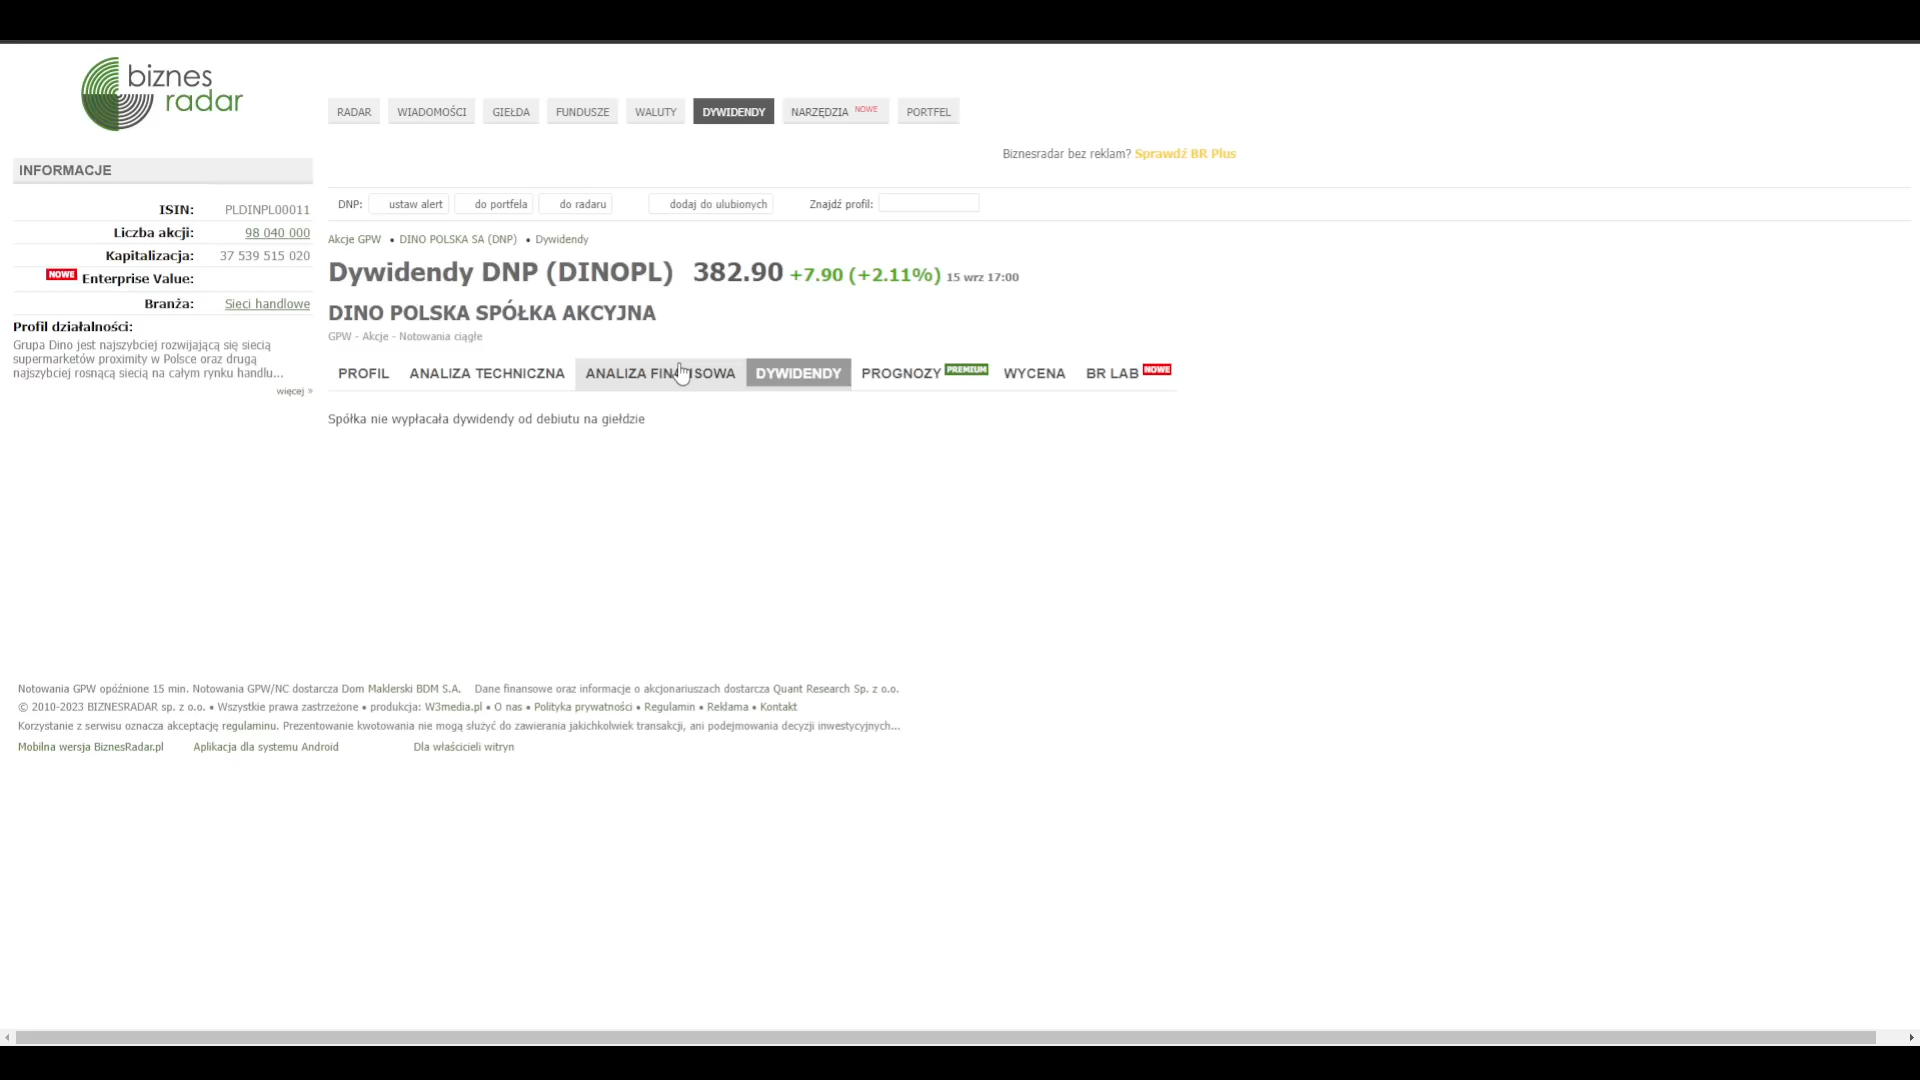 biznes
radar
RADAR WIADOMOŚCI GIEŁDA FUNDUSZE WALUTY DYWIDENDY NARZĘDZIA NOWE PORTFEL
Biznesradar bez reklam? Sprawdź BR Plus
INFORMACJE
ISIN: PLDINPL00011
Liczba akcji: 98 040 000
Kapitalizacja: 37 539 515 020
NOWE Enterprise Value:
Branża: Sieci handlowe
Profil działalności:
Grupa Dino jest najszybciej rozwijającą się siecią
supermarketów proximity w Polsce oraz drugą
najszybciej rosnącą siecią na całym rynku handlu...
więcej »
DNP: ustaw alert do portfela do radaru dodaj do ulubionych Znajdź profil:
Akcje GPW • DINO POLSKA SA (DNP) • Dywidendy
Dywidendy DNP (DINOPL) 382.90 +7.90 (+2.11%) 15 wrz 17:00
DINO POLSKA SPÓŁKA AKCYJNA
GPW - Akcje - Notowania ciągłe
PROFIL ANALIZA TECHNICZNA ANALIZA FINANSOWA DYWIDENDY PROGNOZY PREMIUM WYCENA BR LAB NOWE
Spółka nie wypłacała dywidendy od debiutu na giełdzie
Notowania GPW opóźnione 15 min. Notowania GPW/NC dostarcza Dom Maklerski BDM S.A. Dane finansowe oraz informacje o akcjonariuszach dostarcza Quant Research Sp. z o.o.
© 2010-2023 BIZNESRADAR sp. z o.o. • Wszystkie prawa zastrzeżone • produkcja: W3media.pl • O nas • Polityka prywatności • Regulamin • Reklama • Kontakt
Korzystanie z serwisu oznacza akceptację regulaminu. Prezentowane kwotowania nie mogą służyć do zawierania jakichkolwiek transakcji, ani podejmowania decyzji inwestycyjnych...
Mobilna wersja BiznesRadar.pl Aplikacja dla systemu Android Dla właścicieli witryn